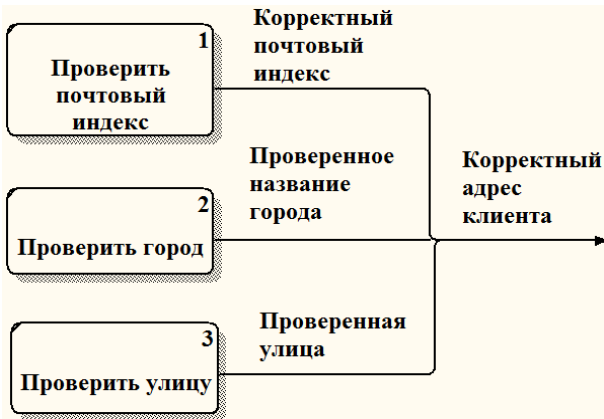 1
Проверить
почтовый
индекс
Корректный
почтовый
индекс
2
Проверить город
Проверенное
название
города
Корректный
адрес
клиента
3
Проверить улицу
Проверенная
улица